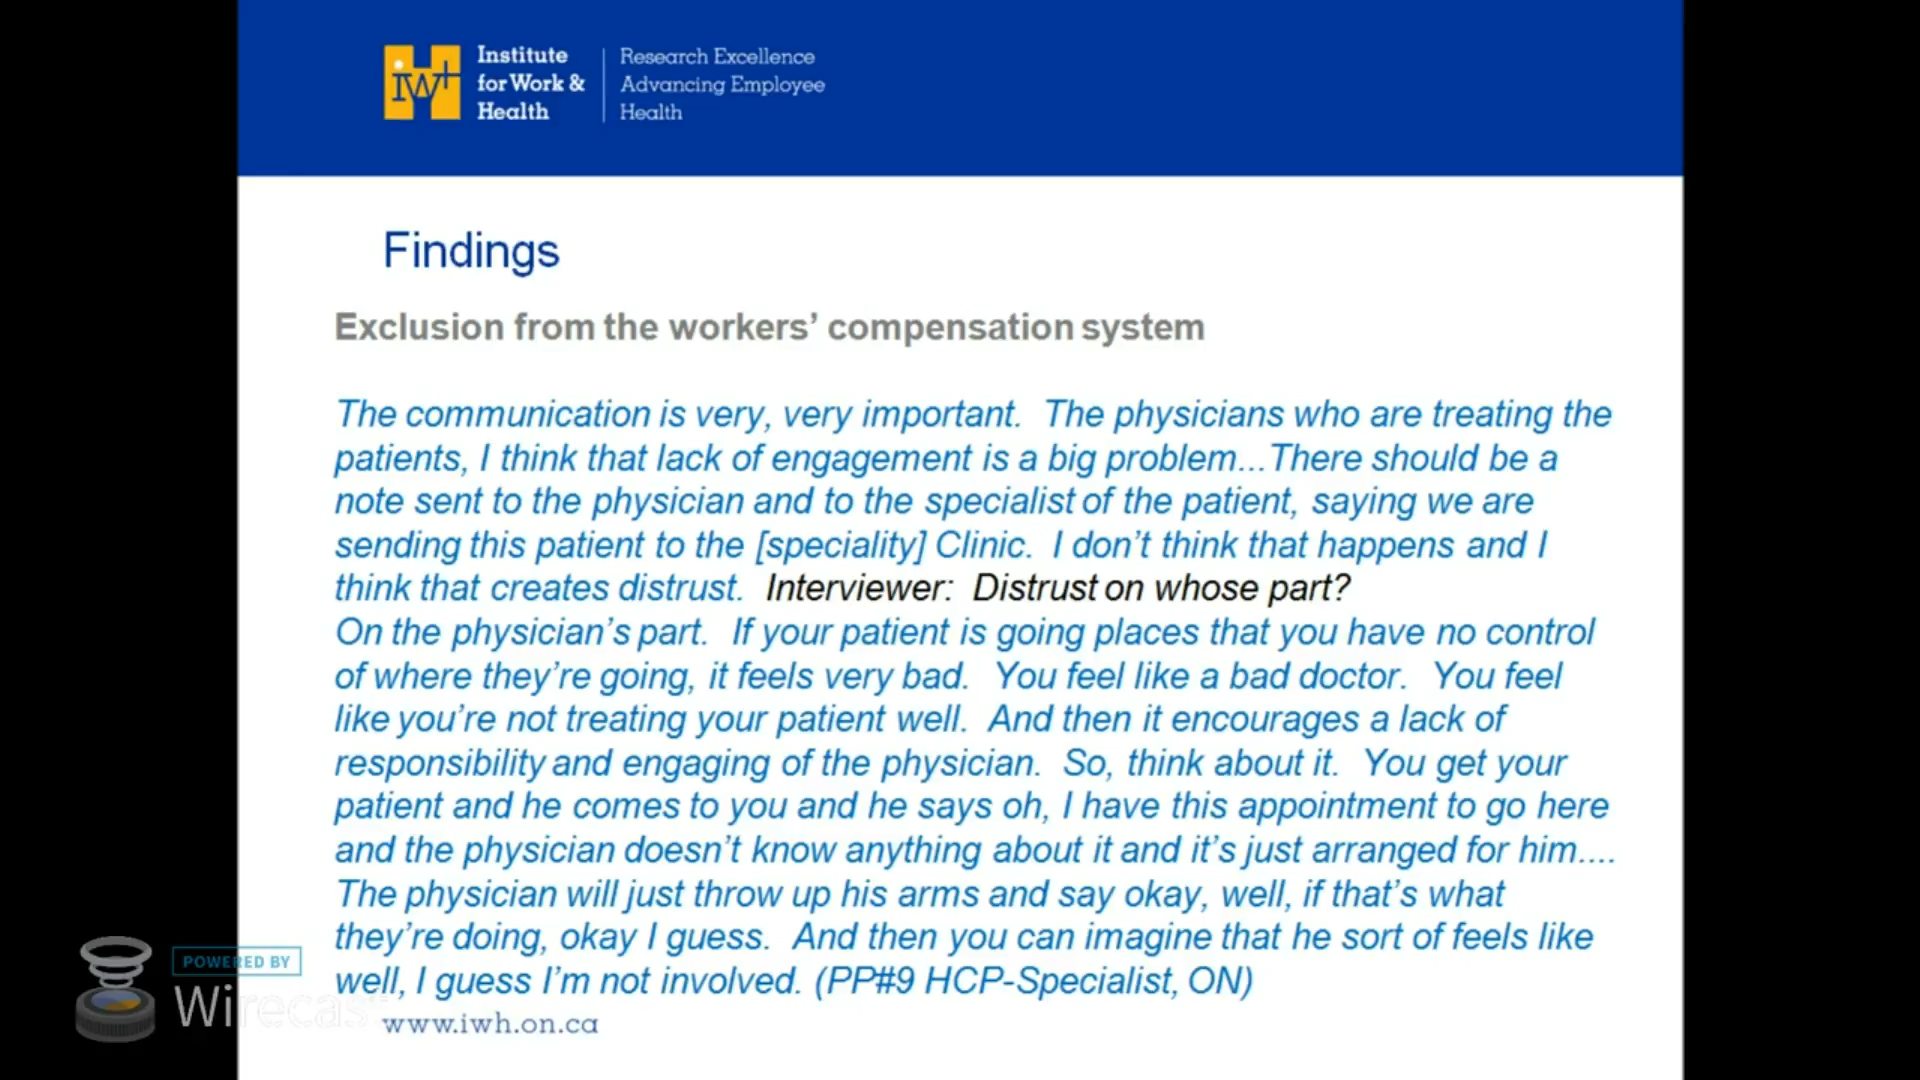 iw+
Institute
for Work &
Health
Research Excellence
Advancing Employee
Health
Findings
Exclusion from the workers’ compensation system
The communication is very, very important. The physicians who are treating the
patients, I think that lack of engagement is a big problem...There should be a
note sent to the physician and to the specialist of the patient, saying we are
sending this patient to the [speciality] Clinic. I don’t think that happens and I
think that creates distrust. Interviewer: Distrust on whose part?
On the physician’s part. If your patient is going places that you have no control
of where they’re going, it feels very bad. You feel like a bad doctor. You feel
like you’re not treating your patient well. And then it encourages a lack of
responsibility and engaging of the physician. So, think about it. You get your
patient and he comes to you and he says oh, I have this appointment to go here
and the physician doesn’t know anything about it and it’s just arranged for him....
The physician will just throw up his arms and say okay, well, if that’s what
they’re doing, okay I guess. And then you can imagine that he sort of feels like
well, I guess I’m not involved. (PP#9 HCP-Specialist, ON)
www.iwh.on.ca
POWERED BY
Wirecast